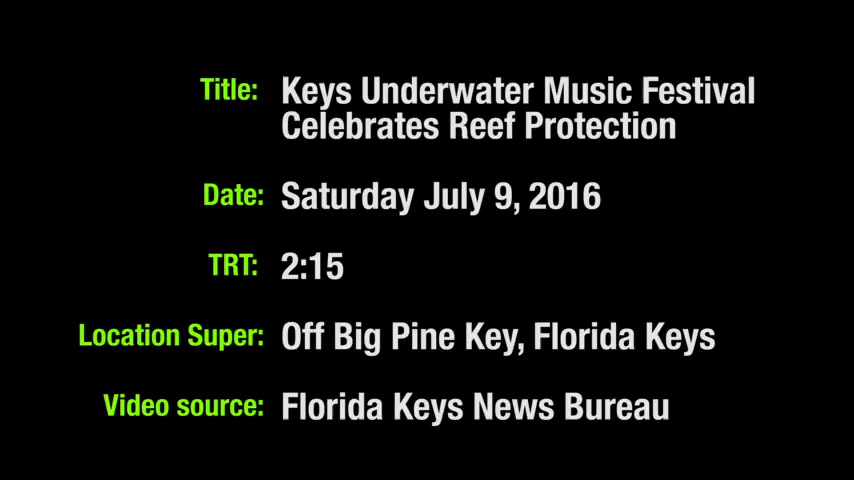 Title: Keys Underwater Music Festival
Celebrates Reef Protection
Date: Saturday July 9, 2016
TRT: 2:15
Location Super: Off Big Pine Key, Florida Keys
Video source: Florida Keys News Bureau